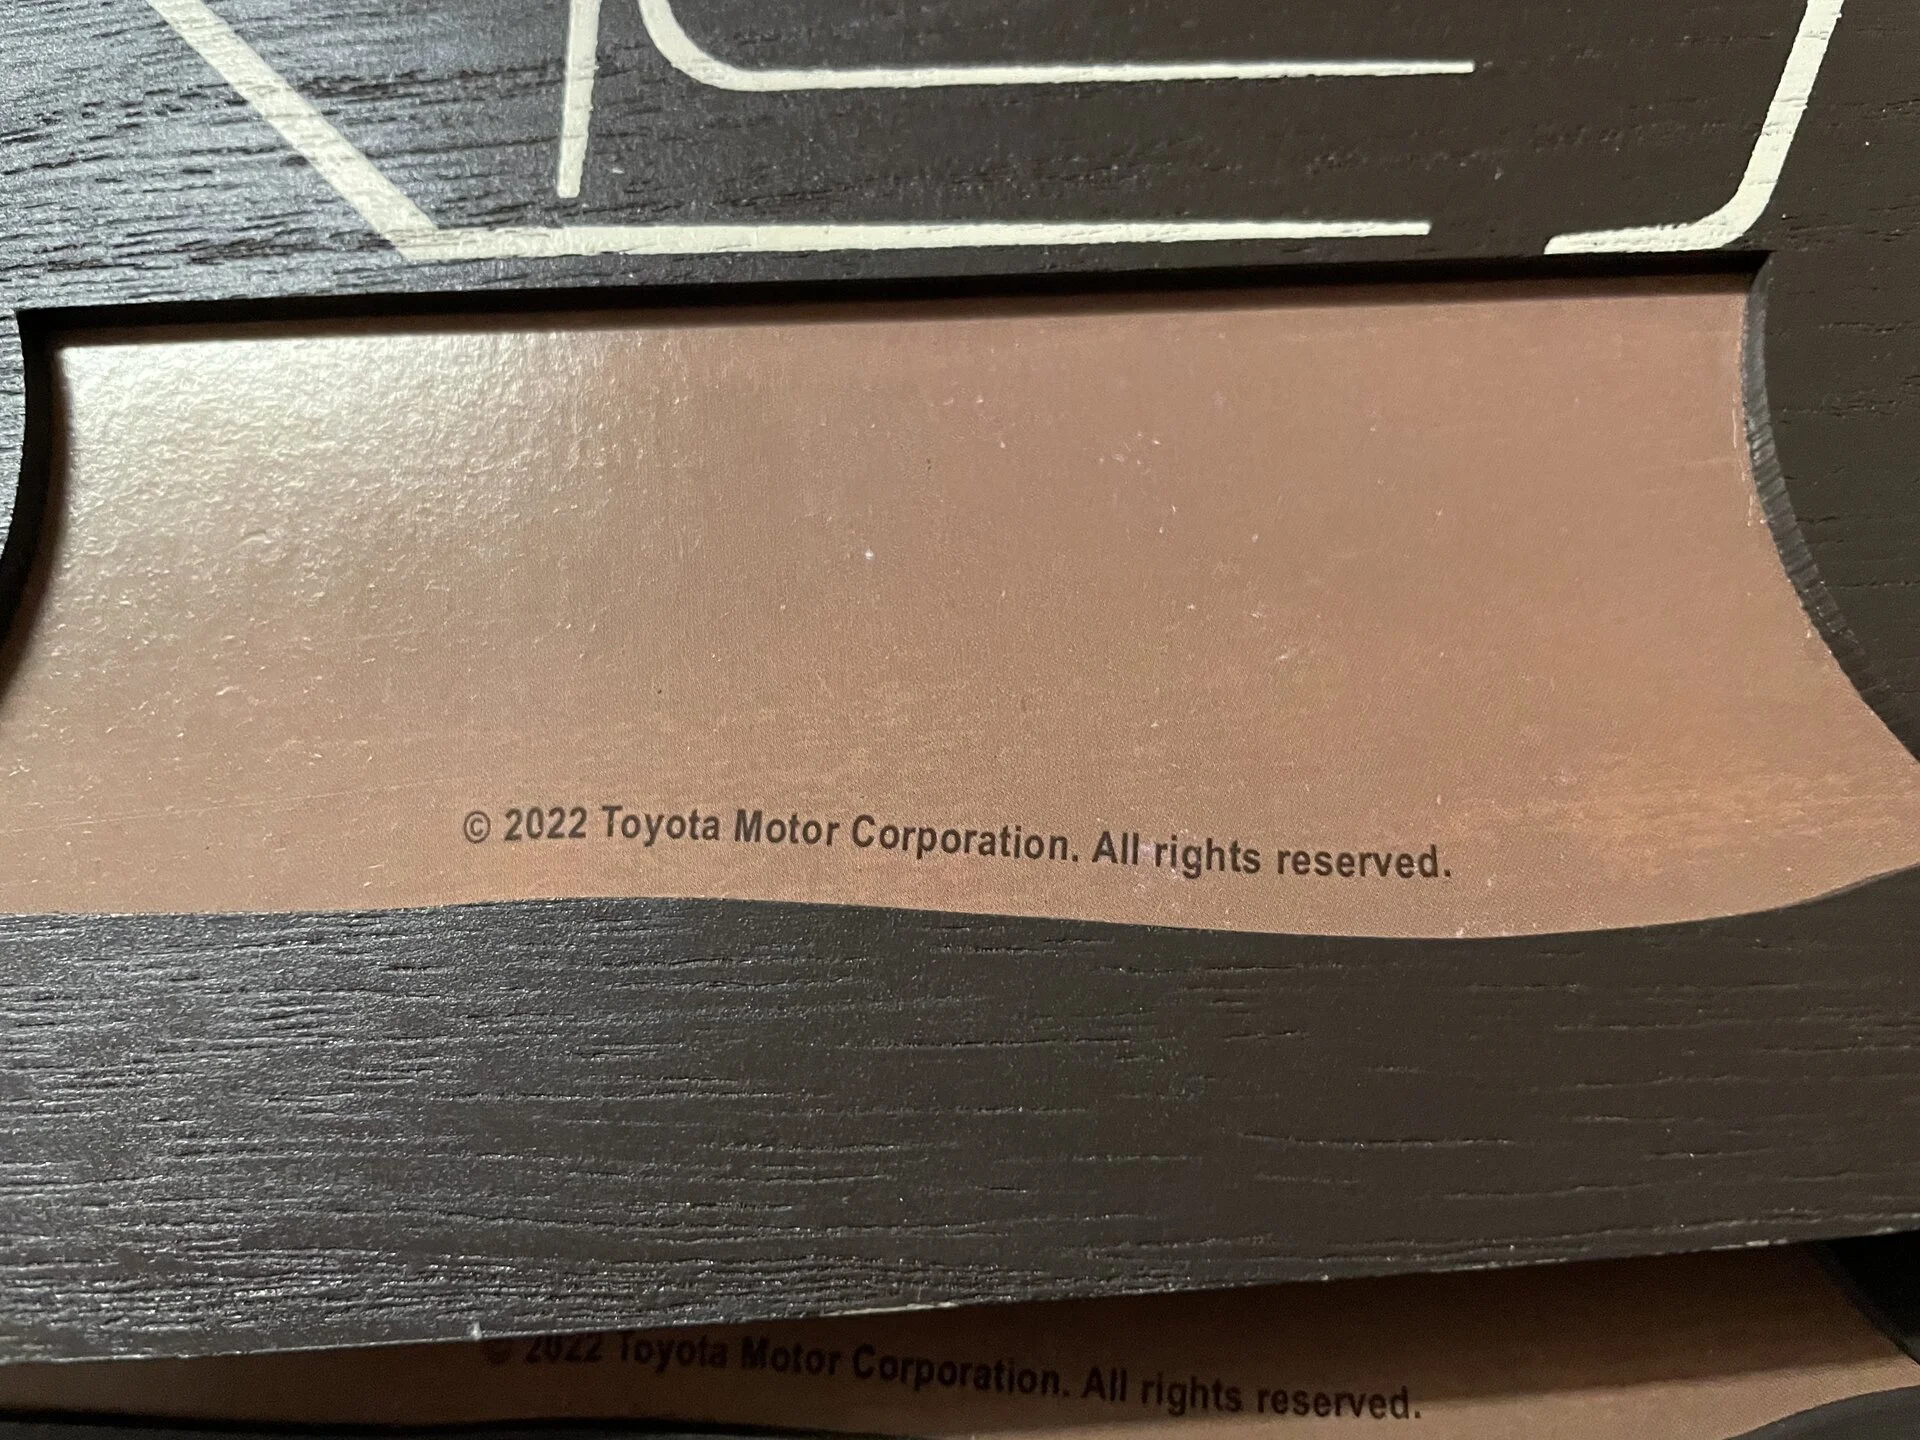 © 2022 Toyota Motor Corporation. All rights reserved.
© 2022 Toyota Motor Corporation. All rights reserved.